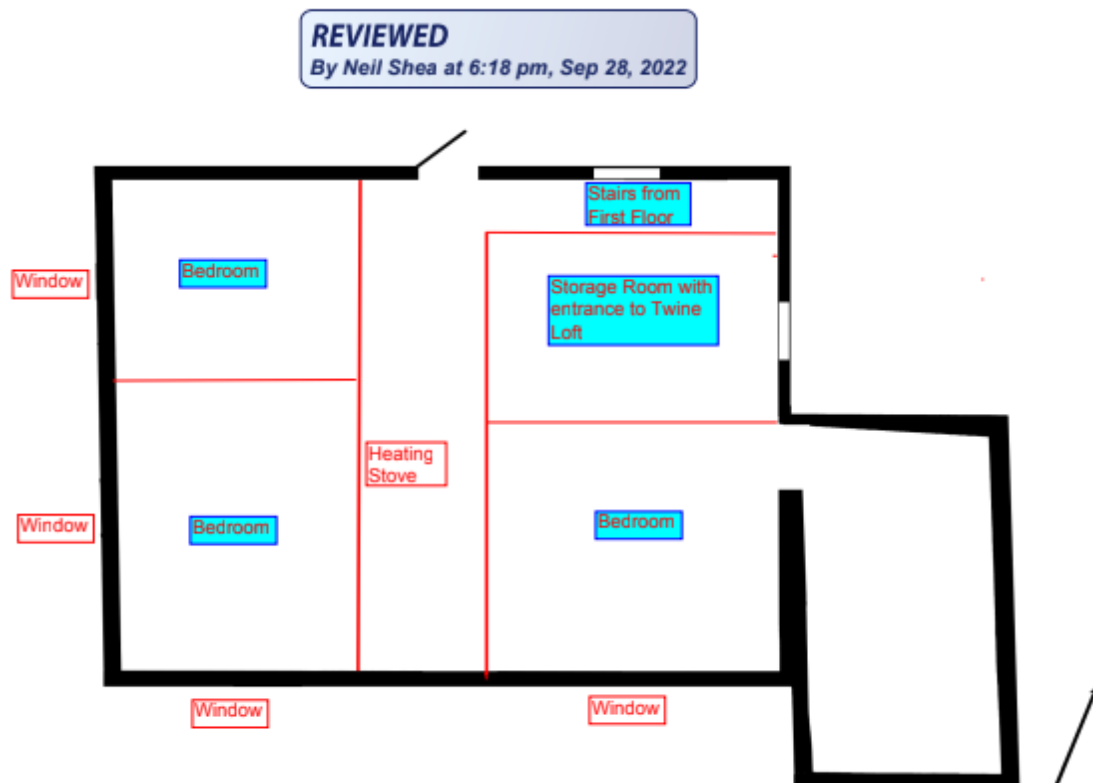 REVIEWED
By Neil Shea at 6:18 pm, Sep 28, 2022
Stairs from
First Floor
Bedroom
Window
Storage Room with
entrance to Twine
Loft
Heating
Stove
Window
Bedroom
Bedroom
Window
Window